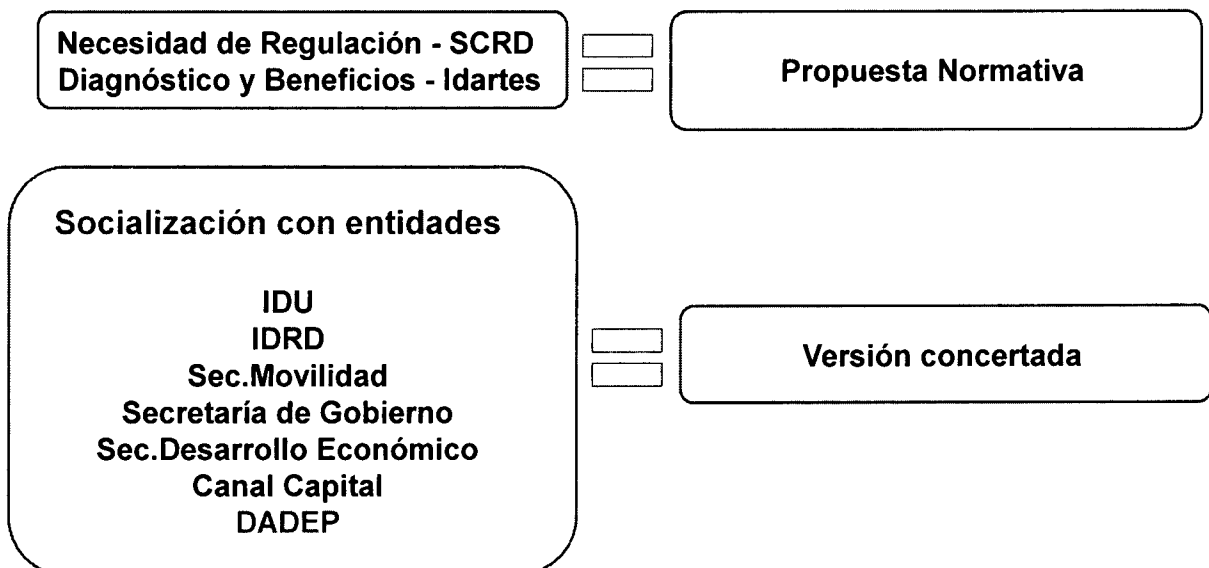 Necesidad de Regulación - SCRD
Diagnóstico y Beneficios - Idartes
Propuesta Normativa
Socialización con entidades
IDU
IDRD
Sec.Movilidad
Secretaría de Gobierno
Sec.Desarrollo Económico
Canal Capital
DADEP
Versión concertada